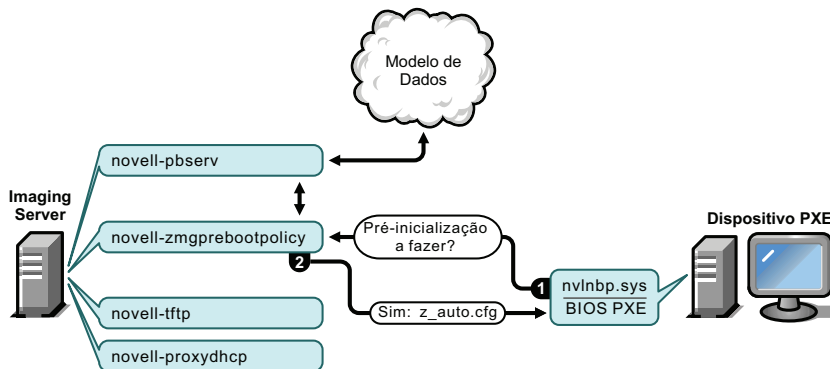 Modelo de
Dados
novell-pbserv
Imaging
Server
novell-zmgprebootpolicy
Pré-inicialização
a fazer?
Dispositivo PXE
2
1
nvlnbp.sys
BIOS PXE
novell-tftp
Sim: z_auto.cfg
novell-proxydhcp